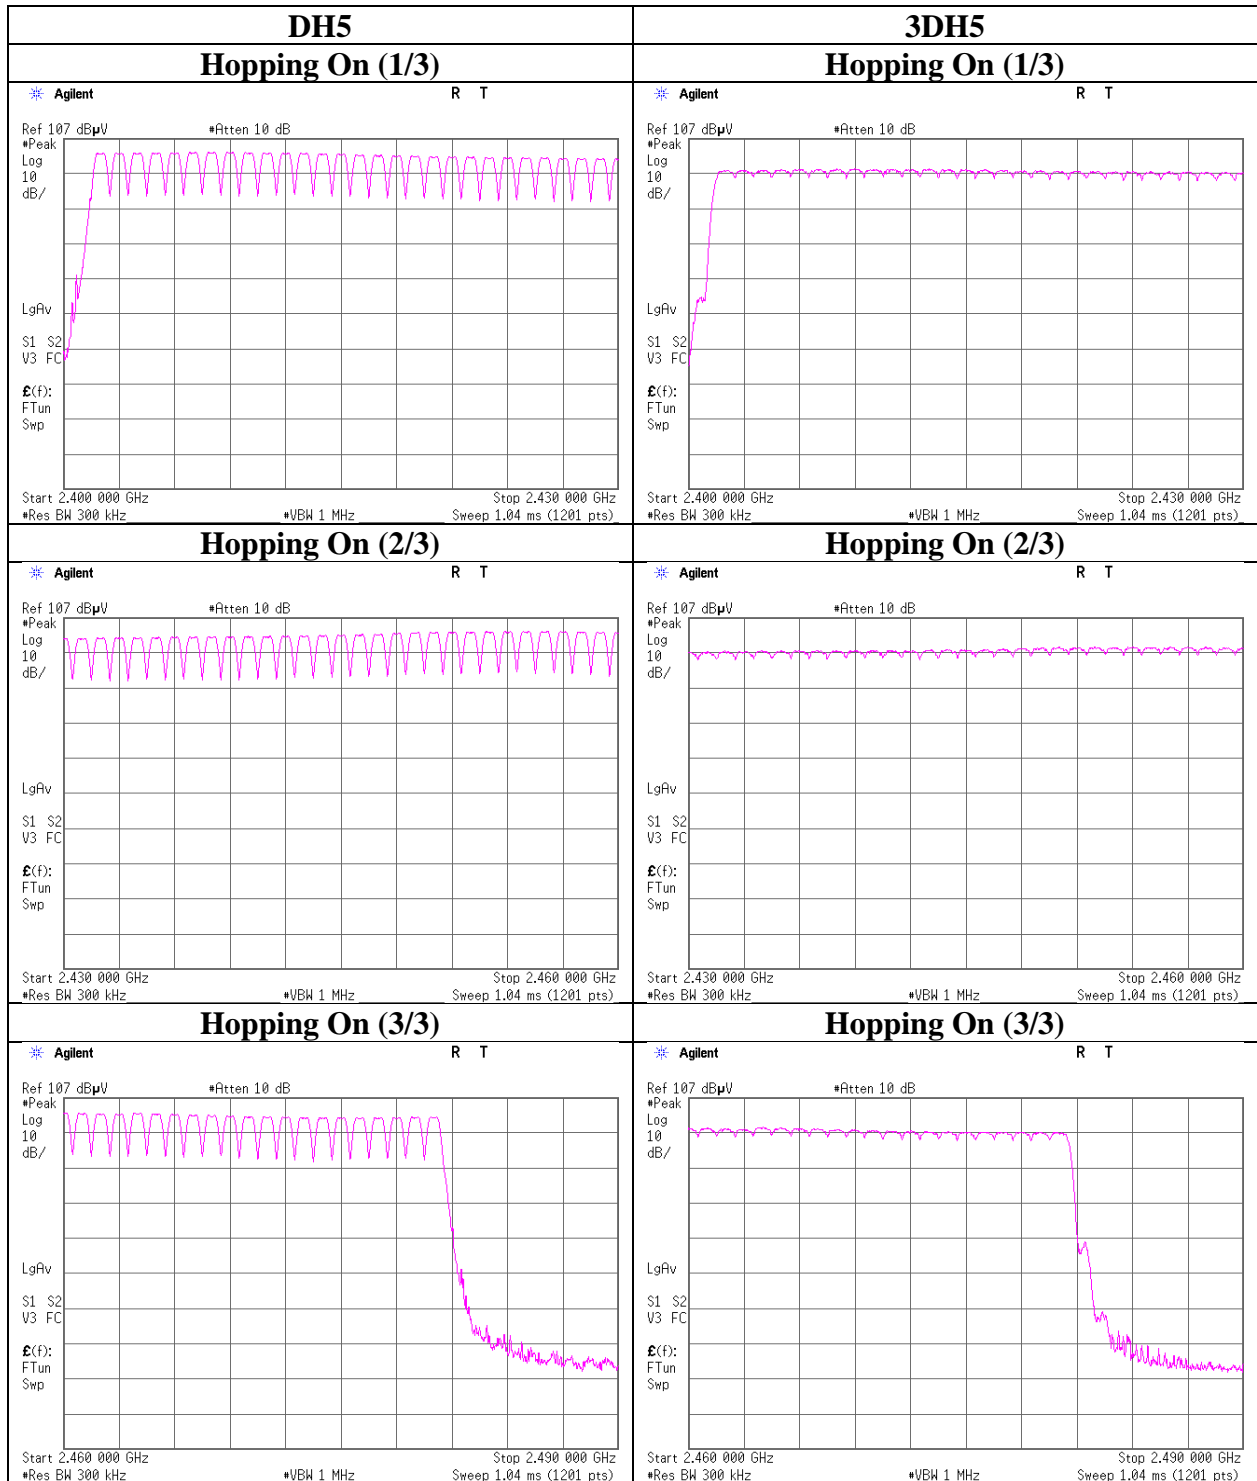 DH5 3DH5
Hopping On (1/3) Hopping On (1/3)
Agilent R T
Ref 107 dBµV #Atten 10 dB
#Peak
Log
10
dB/
LgAv
S1 S2
V3 FC
£(f):
FTun
Swp
Start 2.400 000 GHz Stop 2.430 000 GHz
#Res BW 300 kHz #VBW 1 MHz Sweep 1.04 ms (1201 pts)
Agilent R T
Ref 107 dBµV #Atten 10 dB
#Peak
Log
10
dB/
LgAv
S1 S2
V3 FC
£(f):
FTun
Swp
Start 2.400 000 GHz Stop 2.430 000 GHz
#Res BW 300 kHz #VBW 1 MHz Sweep 1.04 ms (1201 pts)
Hopping On (2/3) Hopping On (2/3)
Agilent R T
Ref 107 dBµV #Atten 10 dB
#Peak
Log
10
dB/
LgAv
S1 S2
V3 FC
£(f):
FTun
Swp
Start 2.430 000 GHz Stop 2.460 000 GHz
#Res BW 300 kHz #VBW 1 MHz Sweep 1.04 ms (1201 pts)
Agilent R T
Ref 107 dBµV #Atten 10 dB
#Peak
Log
10
dB/
LgAv
S1 S2
V3 FC
£(f):
FTun
Swp
Start 2.430 000 GHz Stop 2.460 000 GHz
#Res BW 300 kHz #VBW 1 MHz Sweep 1.04 ms (1201 pts)
Hopping On (3/3) Hopping On (3/3)
Agilent R T
Ref 107 dBµV #Atten 10 dB
#Peak
Log
10
dB/
LgAv
S1 S2
V3 FC
£(f):
FTun
Swp
Start 2.460 000 GHz Stop 2.490 000 GHz
#Res BW 300 kHz #VBW 1 MHz Sweep 1.04 ms (1201 pts)
Agilent R T
Ref 107 dBµV #Atten 10 dB
#Peak
Log
10
dB/
LgAv
S1 S2
V3 FC
£(f):
FTun
Swp
Start 2.460 000 GHz Stop 2.490 000 GHz
#Res BW 300 kHz #VBW 1 MHz Sweep 1.04 ms (1201 pts)